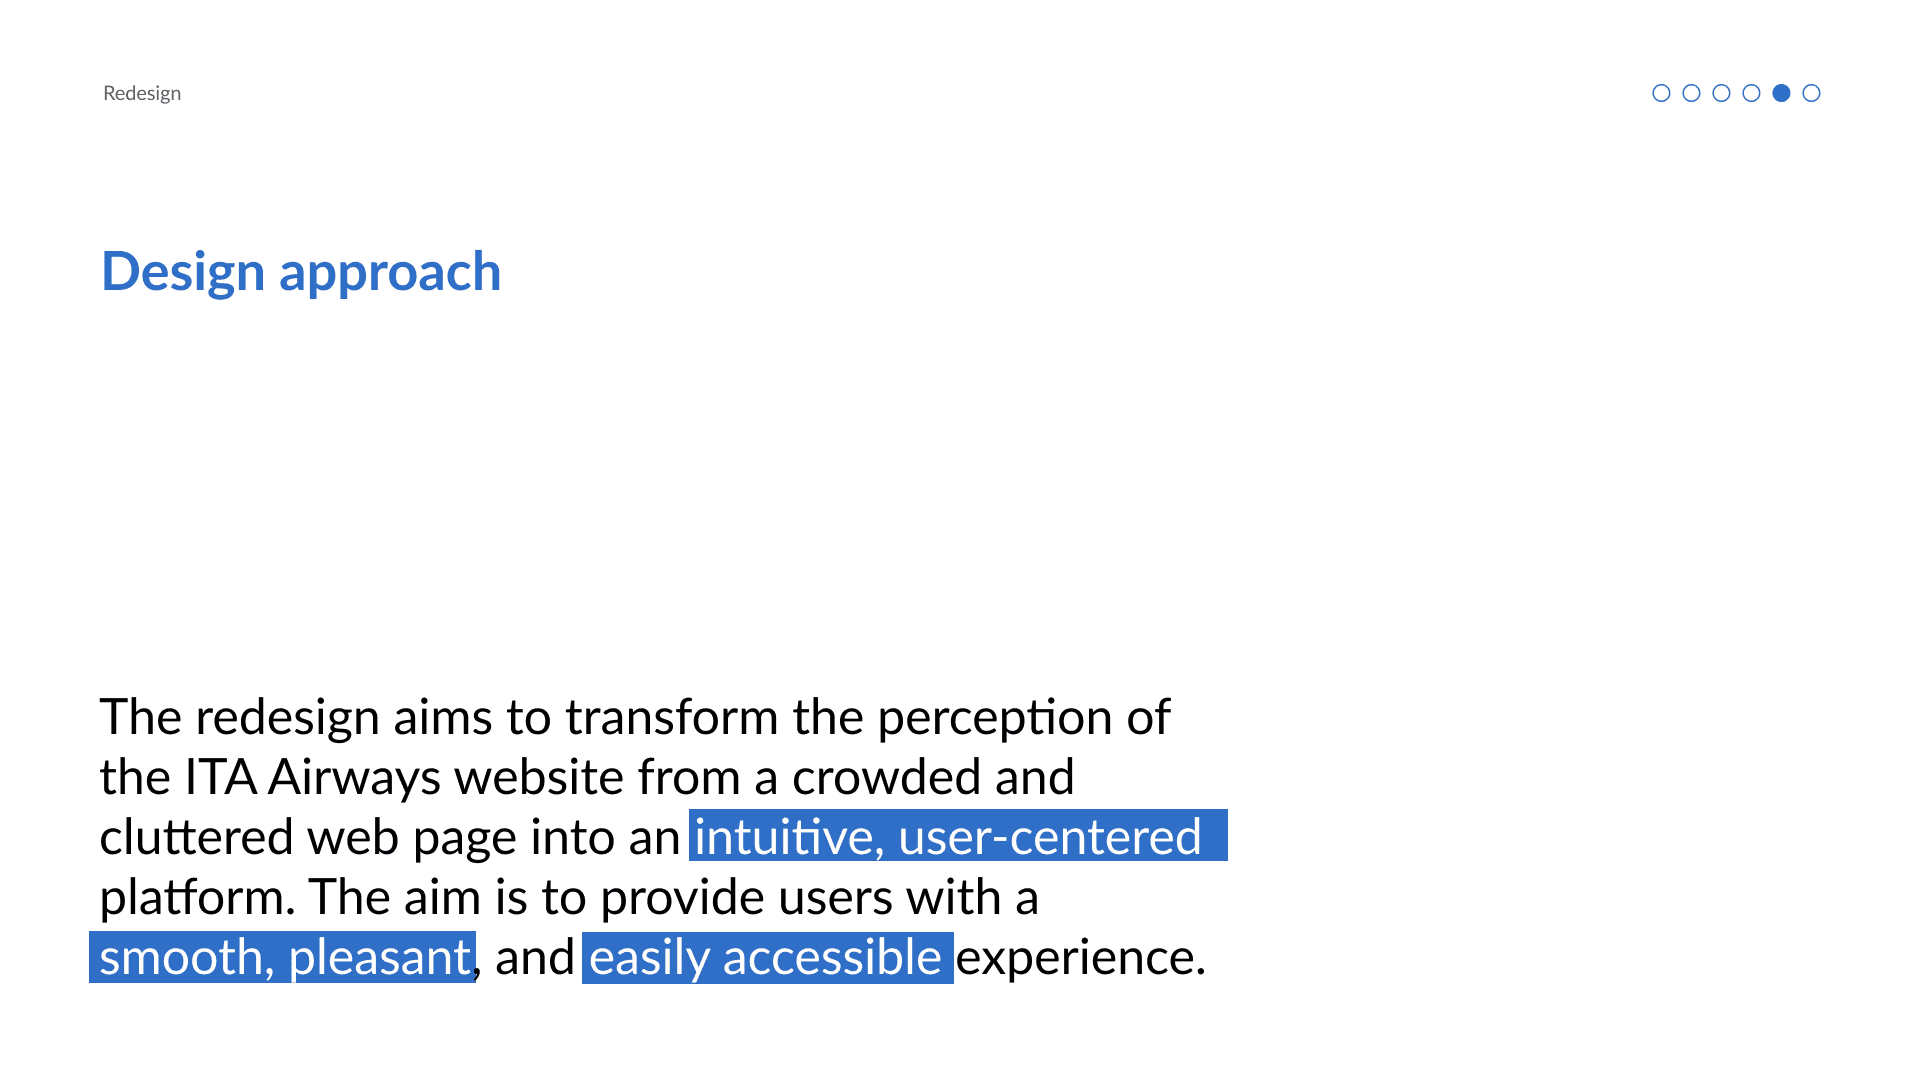 Redesign
Design approach
The redesign aims to transform the perception of
the ITA Airways website from a crowded and
cluttered web page into an intuitive, user-centered
platform. The aim is to provide users with a
smooth, pleasant, and easily accessible experience.